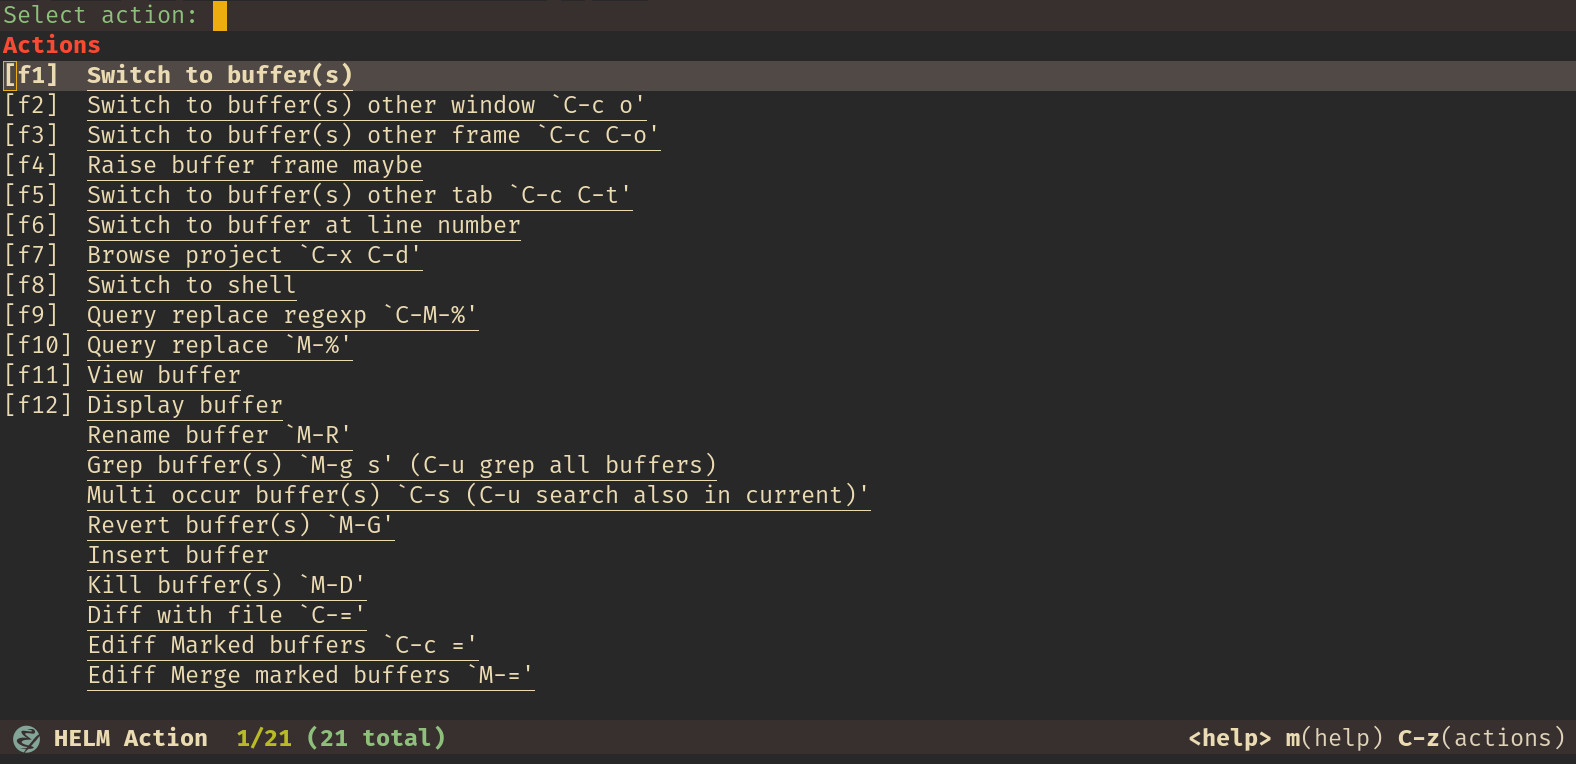 Select action:
Actions
[f1]  Switch to buffer(s)
[f2]  Switch to buffer(s) other window `C-c o'
[f3]  Switch to buffer(s) other frame `C-c C-o'
[f4]  Raise buffer frame maybe
[f5]  Switch to buffer(s) other tab `C-c C-t'
[f6]  Switch to buffer at line number
[f7]  Browse project `C-x C-d'
[f8]  Switch to shell
[f9]  Query replace regexp `C-M-%'
[f10] Query replace `M-%'
[f11] View buffer
[f12] Display buffer
Rename buffer `M-R'
Grep buffer(s) `M-g s' (C-u grep all buffers)
Multi occur buffer(s) `C-s (C-u search also in current)'
Revert buffer(s) `M-G'
Insert buffer
Kill buffer(s) `M-D'
Diff with file `C-='
Ediff Marked buffers `C-c ='
Ediff Merge marked buffers `M-='
HELM Action  1/21 (21 total) <help> m(help) C-z(actions)